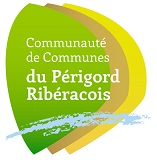 Communauté
de Communes
du Périgord
Ribéracois